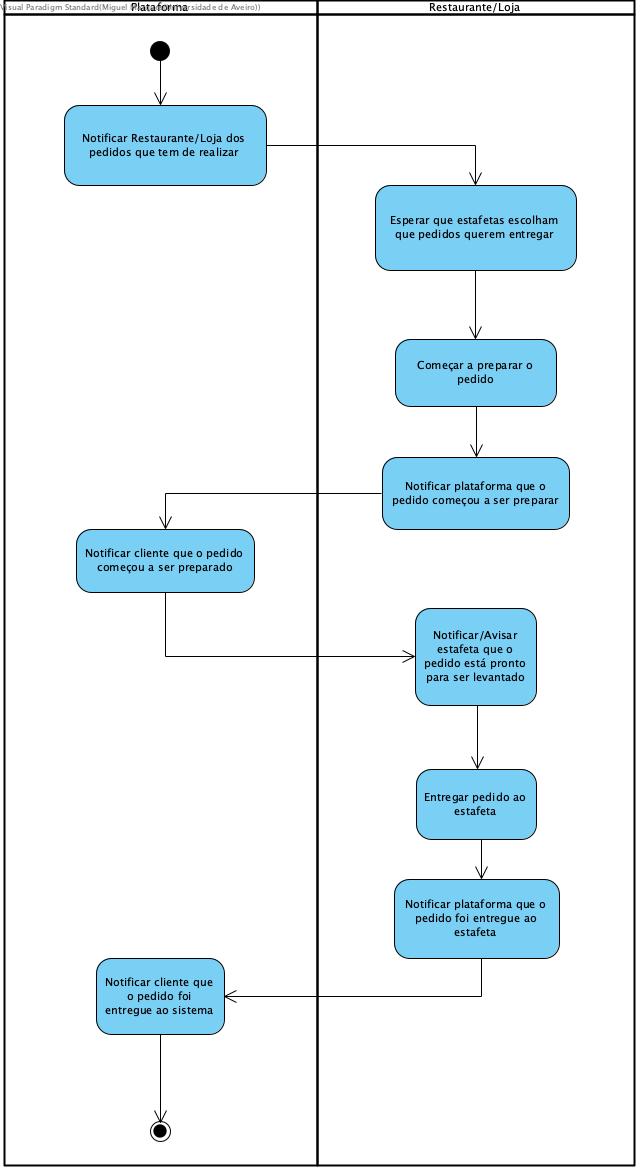 Visual Paradigm Standard(Miguel
ersidade de Aveiro))
Plataforma
Restaurante/Loja
Notificar Restaurante/Loja dos
pedidos que tem de realizar
Esperar que estafetas escolham
que pedidos querem entregar
Começar a preparar o
pedido
Notificar plataforma que o
pedido começou a ser preparar
Notificar cliente que o pedido
começou a ser preparado
Notificar/Avisar
estafeta que o
pedido está pronto
para ser levantado
Entregar pedido ao
estafeta
Notificar plataforma que o
pedido foi entregue ao
estafeta
Notificar cliente que
o pedido foi
entregue ao sistema